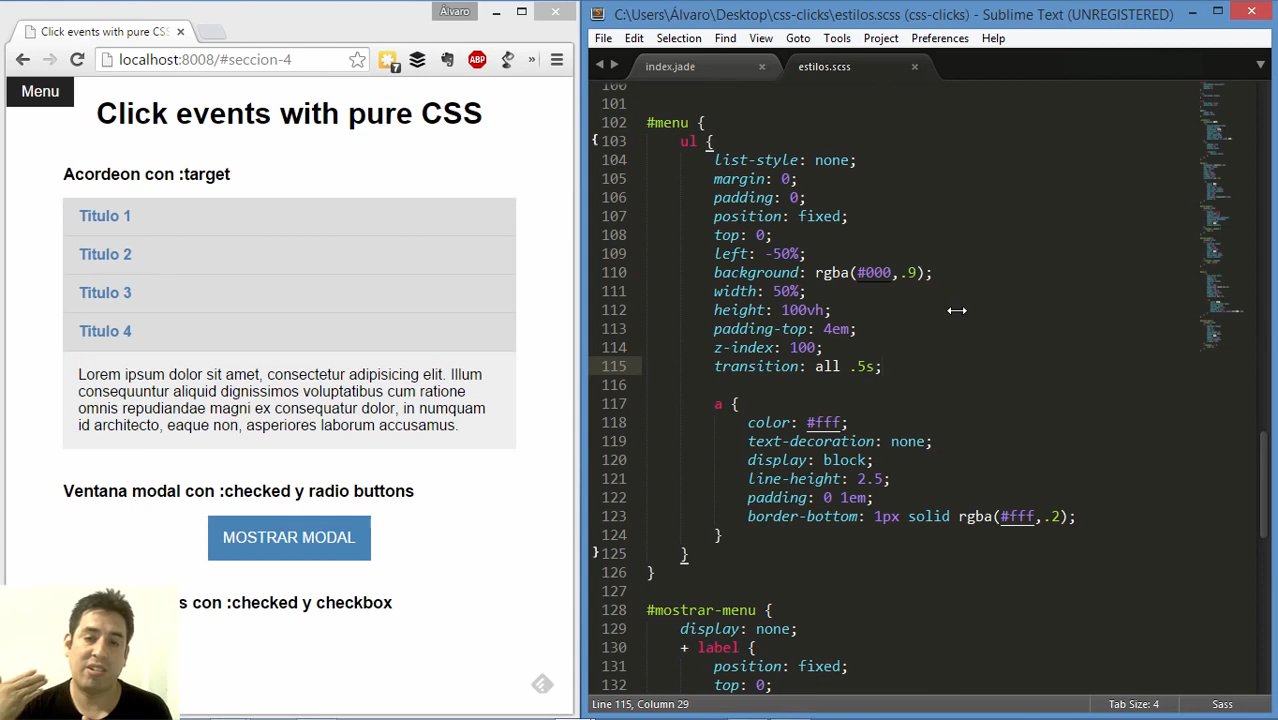 Álvaro
Click events with pure CSS
localhost:8008/#seccion-4
7
ABP
»
Menu
Click events with pure CSS
Acordeon con :target
Titulo 1
Titulo 2
Titulo 3
Titulo 4
Lorem ipsum dolor sit amet, consectetur adipisicing elit. Illum
consequuntur aliquid dignissimos voluptatibus cum ratione
omnis repudiandae magni ex consequatur dolor, in numquam
id architecto, eaque non, asperiores laborum accusamus.
Ventana modal con :checked y radio buttons
MOSTRAR MODAL
s con :checked y checkbox
C:\Users\Álvaro\Desktop\css-clicks\estilos.scss (css-clicks) - Sublime Text (UNREGISTERED)
File Edit Selection Find View Goto Tools Project Preferences Help
index.jade
estilos.scss
100
101
102 #menu {
103 ul {
104 list-style: none;
105 margin: 0;
106 padding: 0;
107 position: fixed;
108 top: 0;
109 left: -50%;
110 background: rgba(#000,.9);
111 width: 50%;
112 height: 100vh;
113 padding-top: 4em;
114 z-index: 100;
115 transition: all .5s;
116
117 a {
118 color: #fff;
119 text-decoration: none;
120 display: block;
121 line-height: 2.5;
122 padding: 0 1em;
123 border-bottom: 1px solid rgba(#fff,.2);
124 }
125 }
126 }
127
128 #mostrar-menu {
129 display: none;
130 + label {
131 position: fixed;
132 top: 0;
Line 115, Column 29
Tab Size: 4
Sass